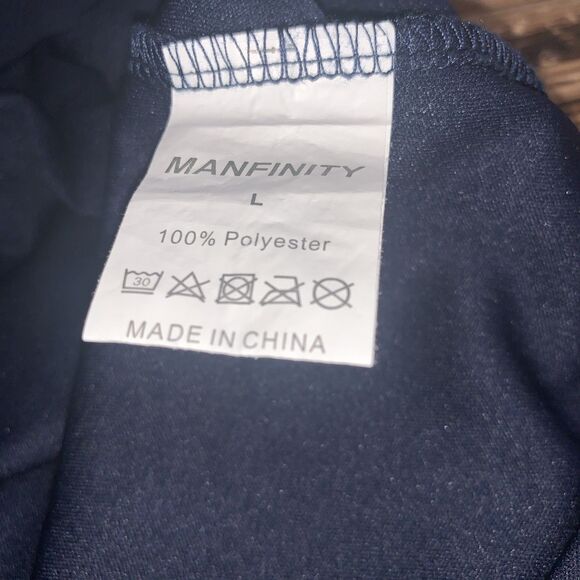 MANFINITY
L
100% Polyester
30
MADE IN CHINA